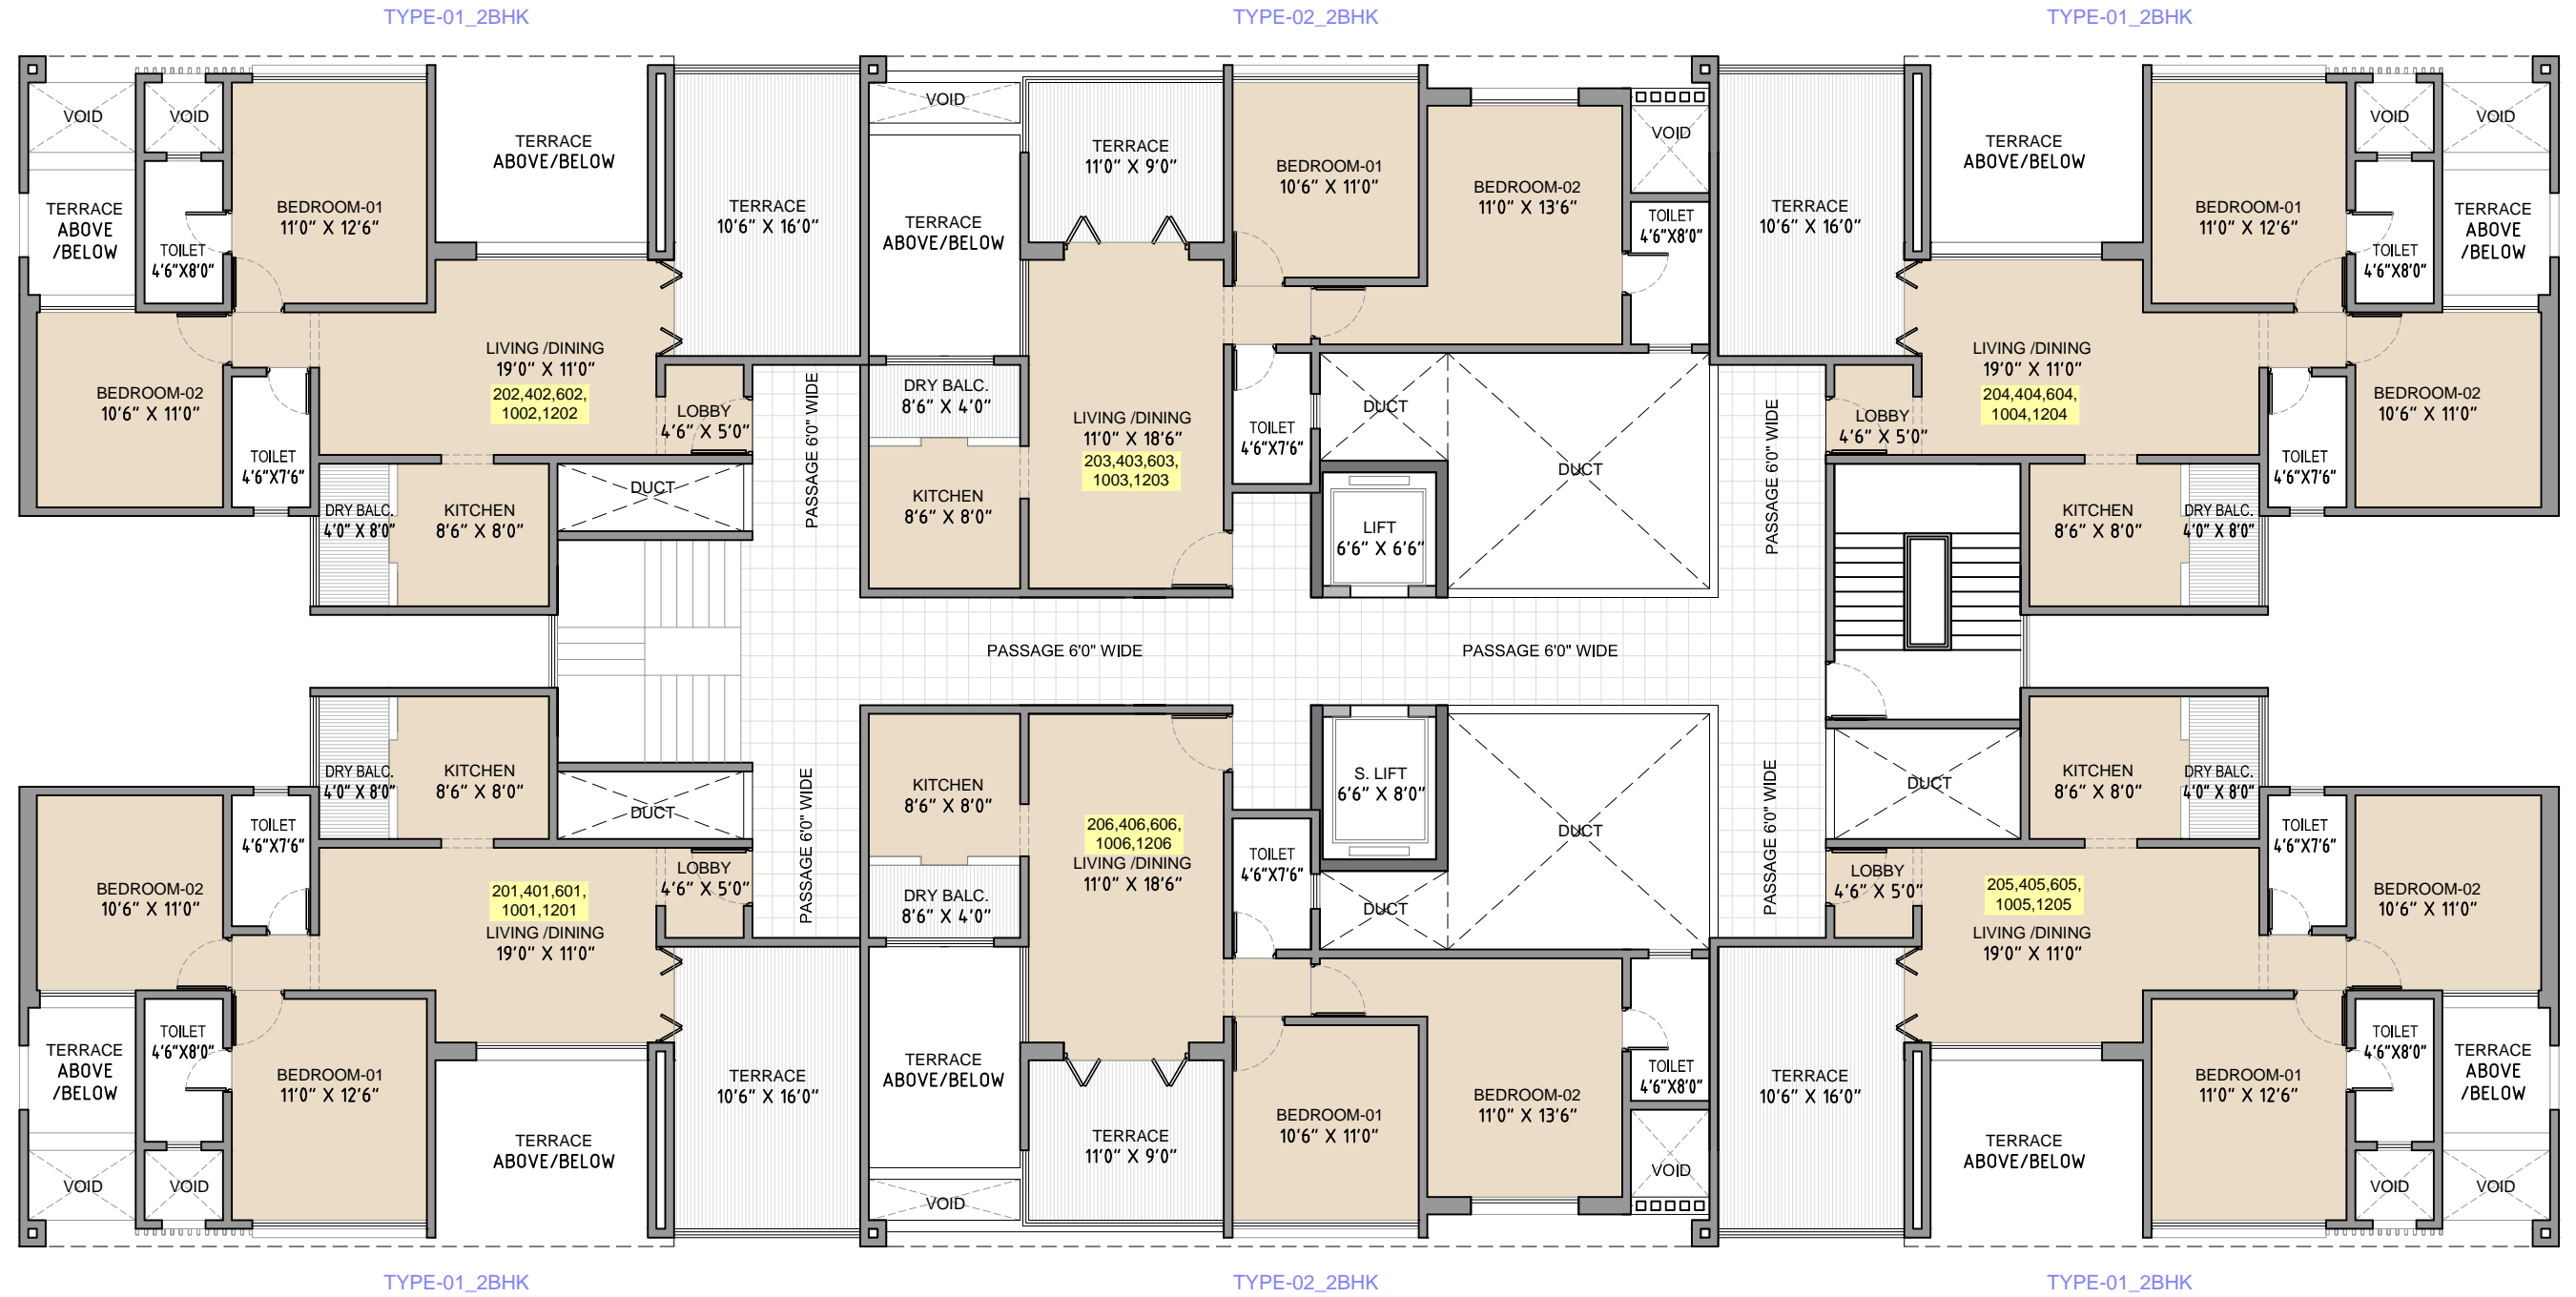 TYPE-01_2BHK
TYPE-02_2BHK
TYPE-01_2BHK
VOID
VOID
TERRACE
ABOVE
/BELOW
TOILET
4'6"X8'0"
BEDROOM-01
11'0" X 12'6"
TERRACE
ABOVE/BELOW
TERRACE
10'6" X 16'0"
BEDROOM-02
10'6" X 11'0"
TOILET
4'6"X7'6"
LIVING /DINING
19'0" X 11'0"
202,402,602,
1002,1202
LOBBY
4'6" X 5'0"
DRY BALC.
4'0" X 8'0"
KITCHEN
8'6" X 8'0"
DUCT
PASSAGE 6'0" WIDE
VOID
TERRACE
ABOVE/BELOW
TERRACE
11'0" X 9'0"
BEDROOM-01
10'6" X 11'0"
BEDROOM-02
11'0" X 13'6"
VOID
TOILET
4'6"X8'0"
DRY BALC.
8'6" X 4'0"
KITCHEN
8'6" X 8'0"
LIVING /DINING
11'0" X 18'6"
203,403,603,
1003,1203
TOILET
4'6"X7'6"
DUCT
DUCT
LIFT
6'6" X 6'6"
TERRACE
10'6" X 16'0"
TERRACE
ABOVE/BELOW
BEDROOM-01
11'0" X 12'6"
VOID
VOID
TOILET
4'6"X8'0"
TERRACE
ABOVE
/BELOW
PASSAGE 6'0" WIDE
LOBBY
4'6" X 5'0"
LIVING /DINING
19'0" X 11'0"
204,404,604,
1004,1204
BEDROOM-02
10'6" X 11'0"
TOILET
4'6"X7'6"
KITCHEN
8'6" X 8'0"
DRY BALC.
4'0" X 8'0"
PASSAGE 6'0" WIDE
PASSAGE 6'0" WIDE
DRY BALC.
4'0" X 8'0"
KITCHEN
8'6" X 8'0"
DUCT
PASSAGE 6'0" WIDE
BEDROOM-02
10'6" X 11'0"
TOILET
4'6"X7'6"
201,401,601,
1001,1201
LIVING /DINING
19'0" X 11'0"
LOBBY
4'6" X 5'0"
TERRACE
ABOVE
/BELOW
TOILET
4'6"X8'0"
BEDROOM-01
11'0" X 12'6"
TERRACE
ABOVE/BELOW
TERRACE
10'6" X 16'0"
VOID
VOID
KITCHEN
8'6" X 8'0"
DRY BALC.
8'6" X 4'0"
206,406,606,
1006,1206
LIVING /DINING
11'0" X 18'6"
TOILET
4'6"X7'6"
S. LIFT
6'6" X 8'0"
DUCT
DUCT
TERRACE
ABOVE/BELOW
VOID
TERRACE
11'0" X 9'0"
BEDROOM-01
10'6" X 11'0"
BEDROOM-02
11'0" X 13'6"
TOILET
4'6"X8'0"
VOID
PASSAGE 6'0" WIDE
DUCT
KITCHEN
8'6" X 8'0"
DRY BALC.
4'0" X 8'0"
LOBBY
4'6" X 5'0"
205,405,605,
1005,1205
LIVING /DINING
19'0" X 11'0"
TOILET
4'6"X7'6"
BEDROOM-02
10'6" X 11'0"
TERRACE
10'6" X 16'0"
TERRACE
ABOVE/BELOW
BEDROOM-01
11'0" X 12'6"
TOILET
4'6"X8'0"
TERRACE
ABOVE
/BELOW
VOID
VOID
TYPE-01_2BHK
TYPE-02_2BHK
TYPE-01_2BHK